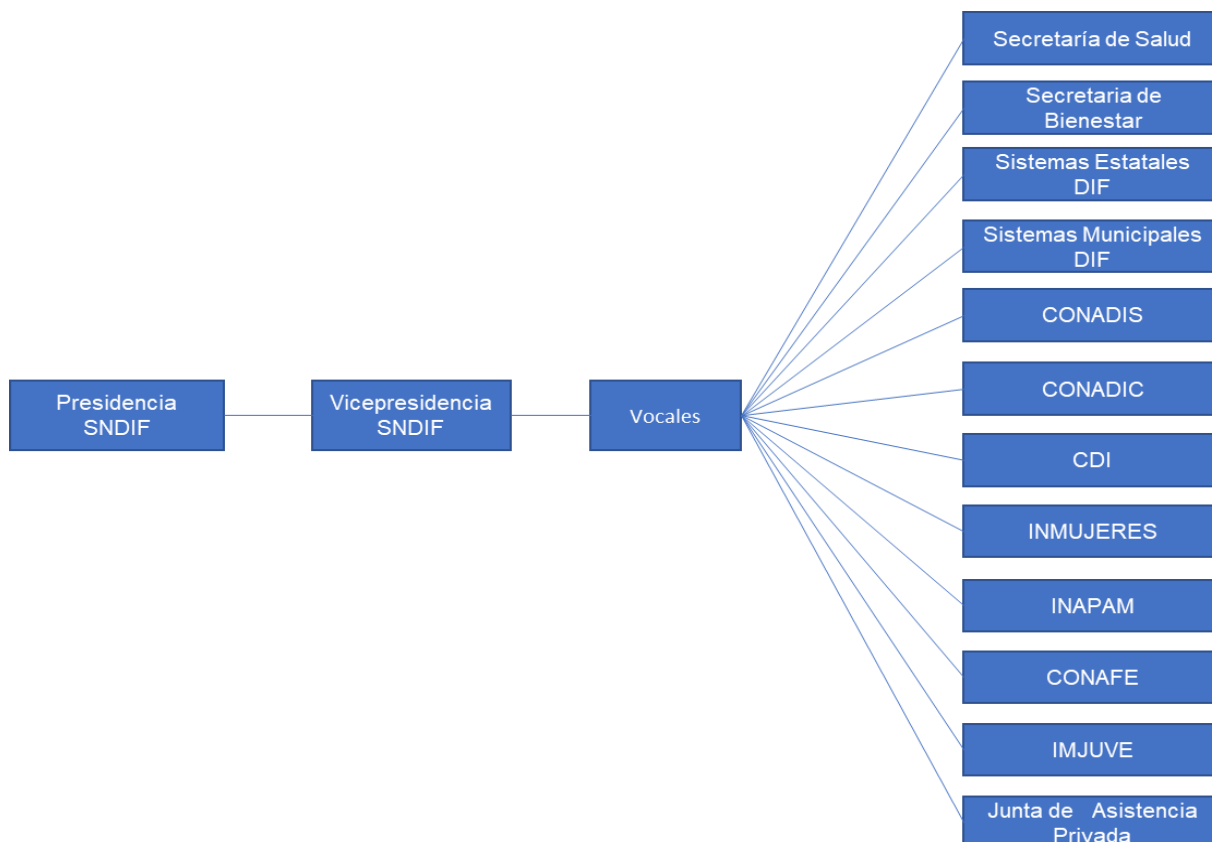 Secretaría de Salud
Secretaria de
Bienestar
Sistemas Estatales
DIF
Sistemas Municipales
DIF
CONADIS
Presidencia
SNDIF
Vicepresidencia
SNDIF
Vocales
CONADIC
CDI
INMUJERES
INAPAM
CONAFE
IMJUVE
Junta de Asistencia
Privada